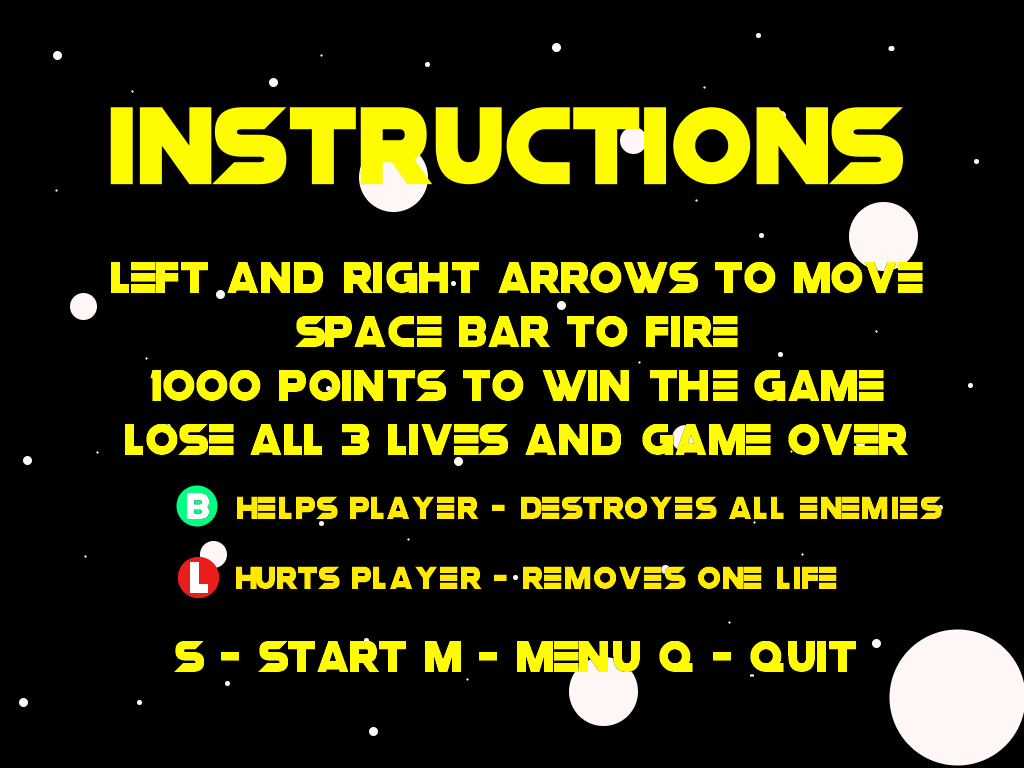 INSTRUCTIONS
LEFT AND RIGHT ARROWS TO MOVE
SPACE BAR TO FIRE
1000 POINTS TO WIN THE GAME
LOSE ALL 3 LIVES AND GAME OVER
B HELPS PLAYER - DESTROYES ALL ENEMIES
L HURTS PLAYER - REMOVES ONE LIFE
S - START M - MENU Q - QUIT